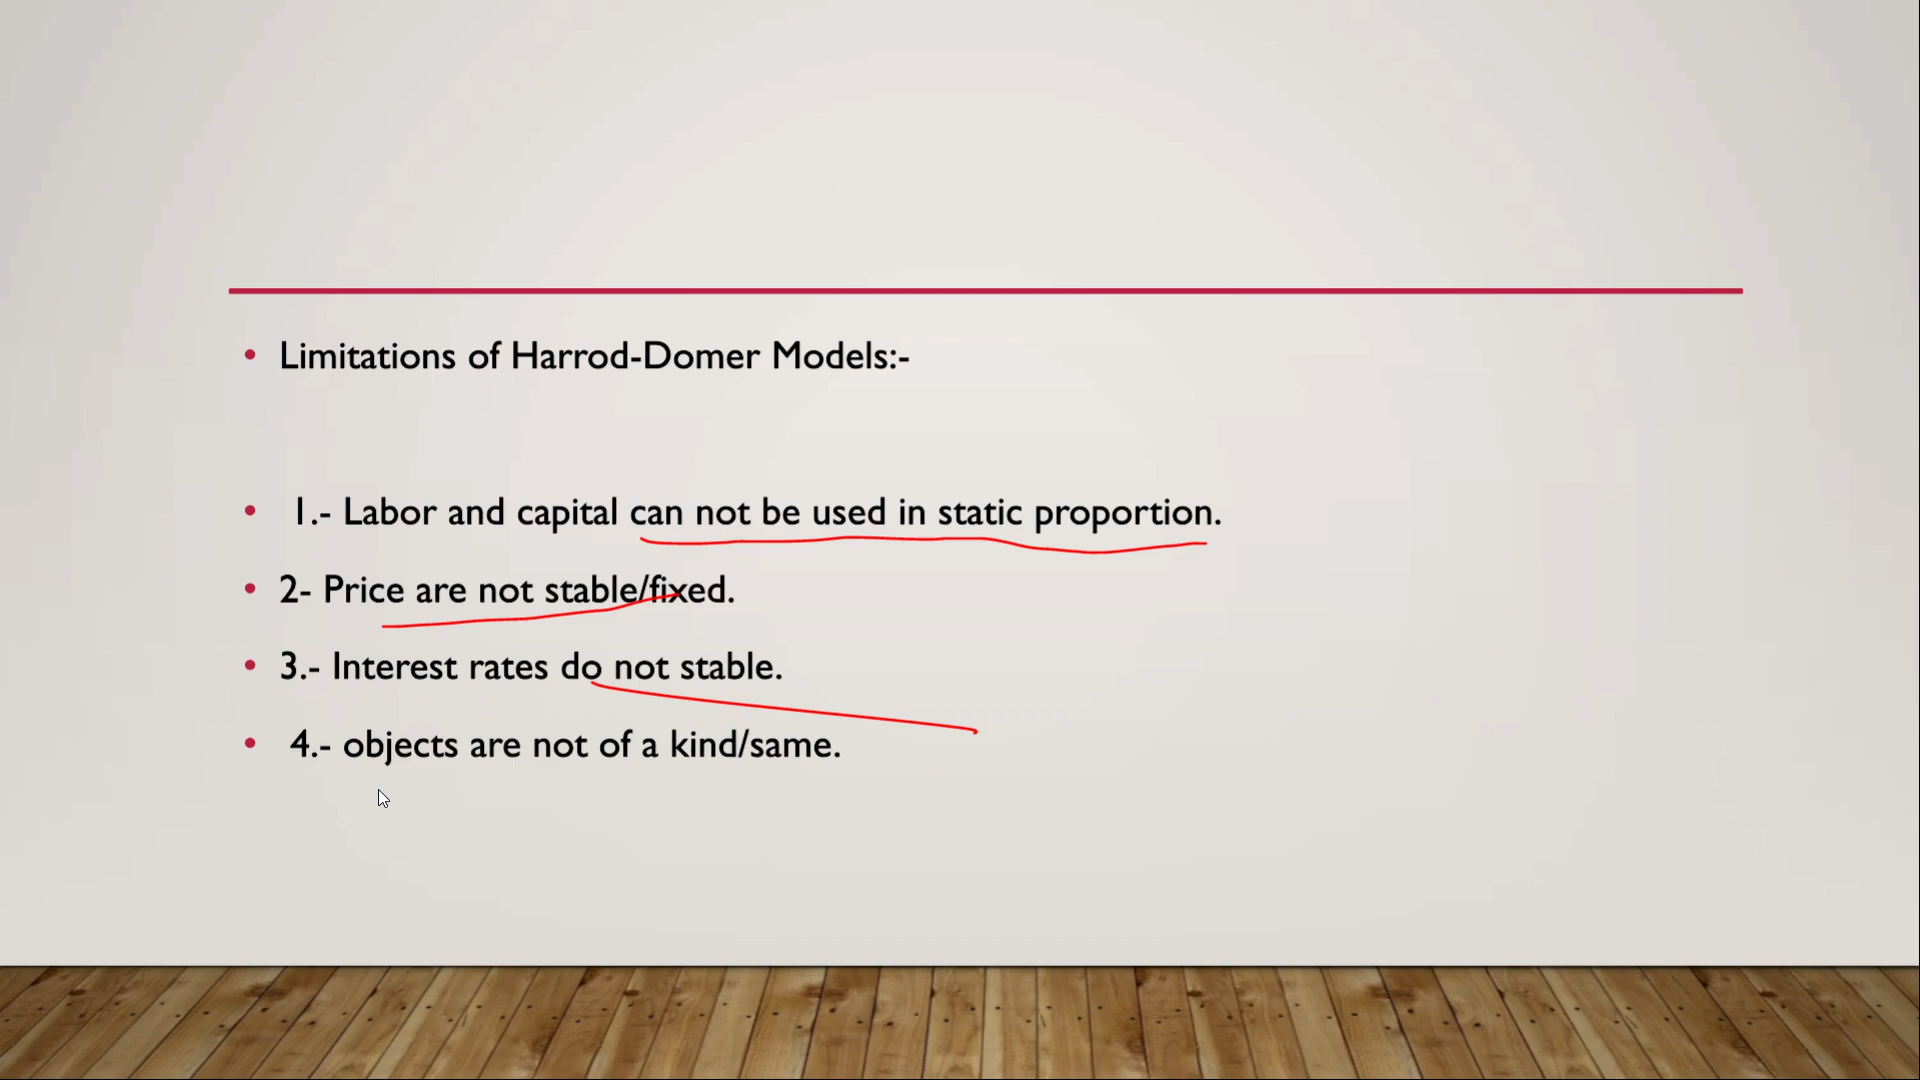 Limitations of Harrod-Domer Models:-
1.- Labor and capital can not be used in static proportion.
2- Price are not stable/fixed.
3.- Interest rates do not stable.
4.- objects are not of a kind/same.